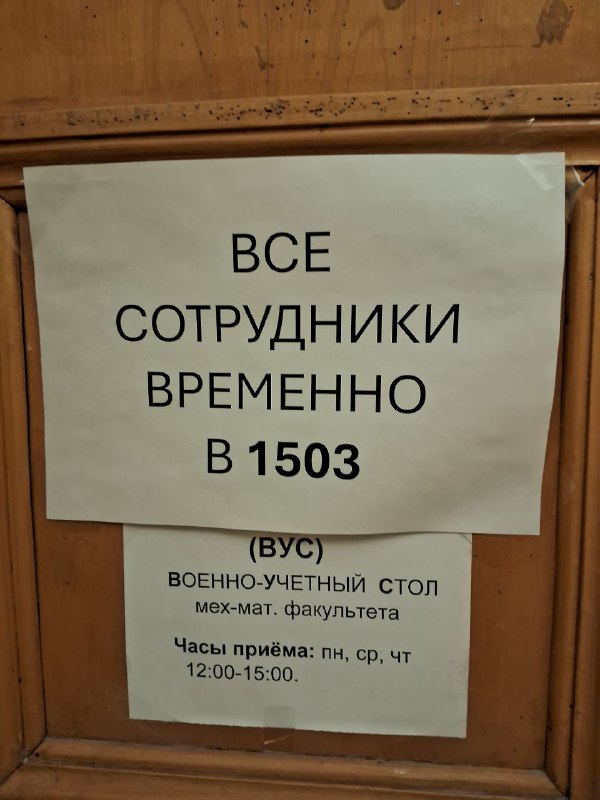 ВСЕ
СОТРУДНИКИ
ВРЕМЕННО
В 1503
(ВУС)
ВОЕННО-УЧЕТНЫЙ СТОЛ
мех-мат. факультета
Часы приёма: пн, ср, чт
12:00-15:00.